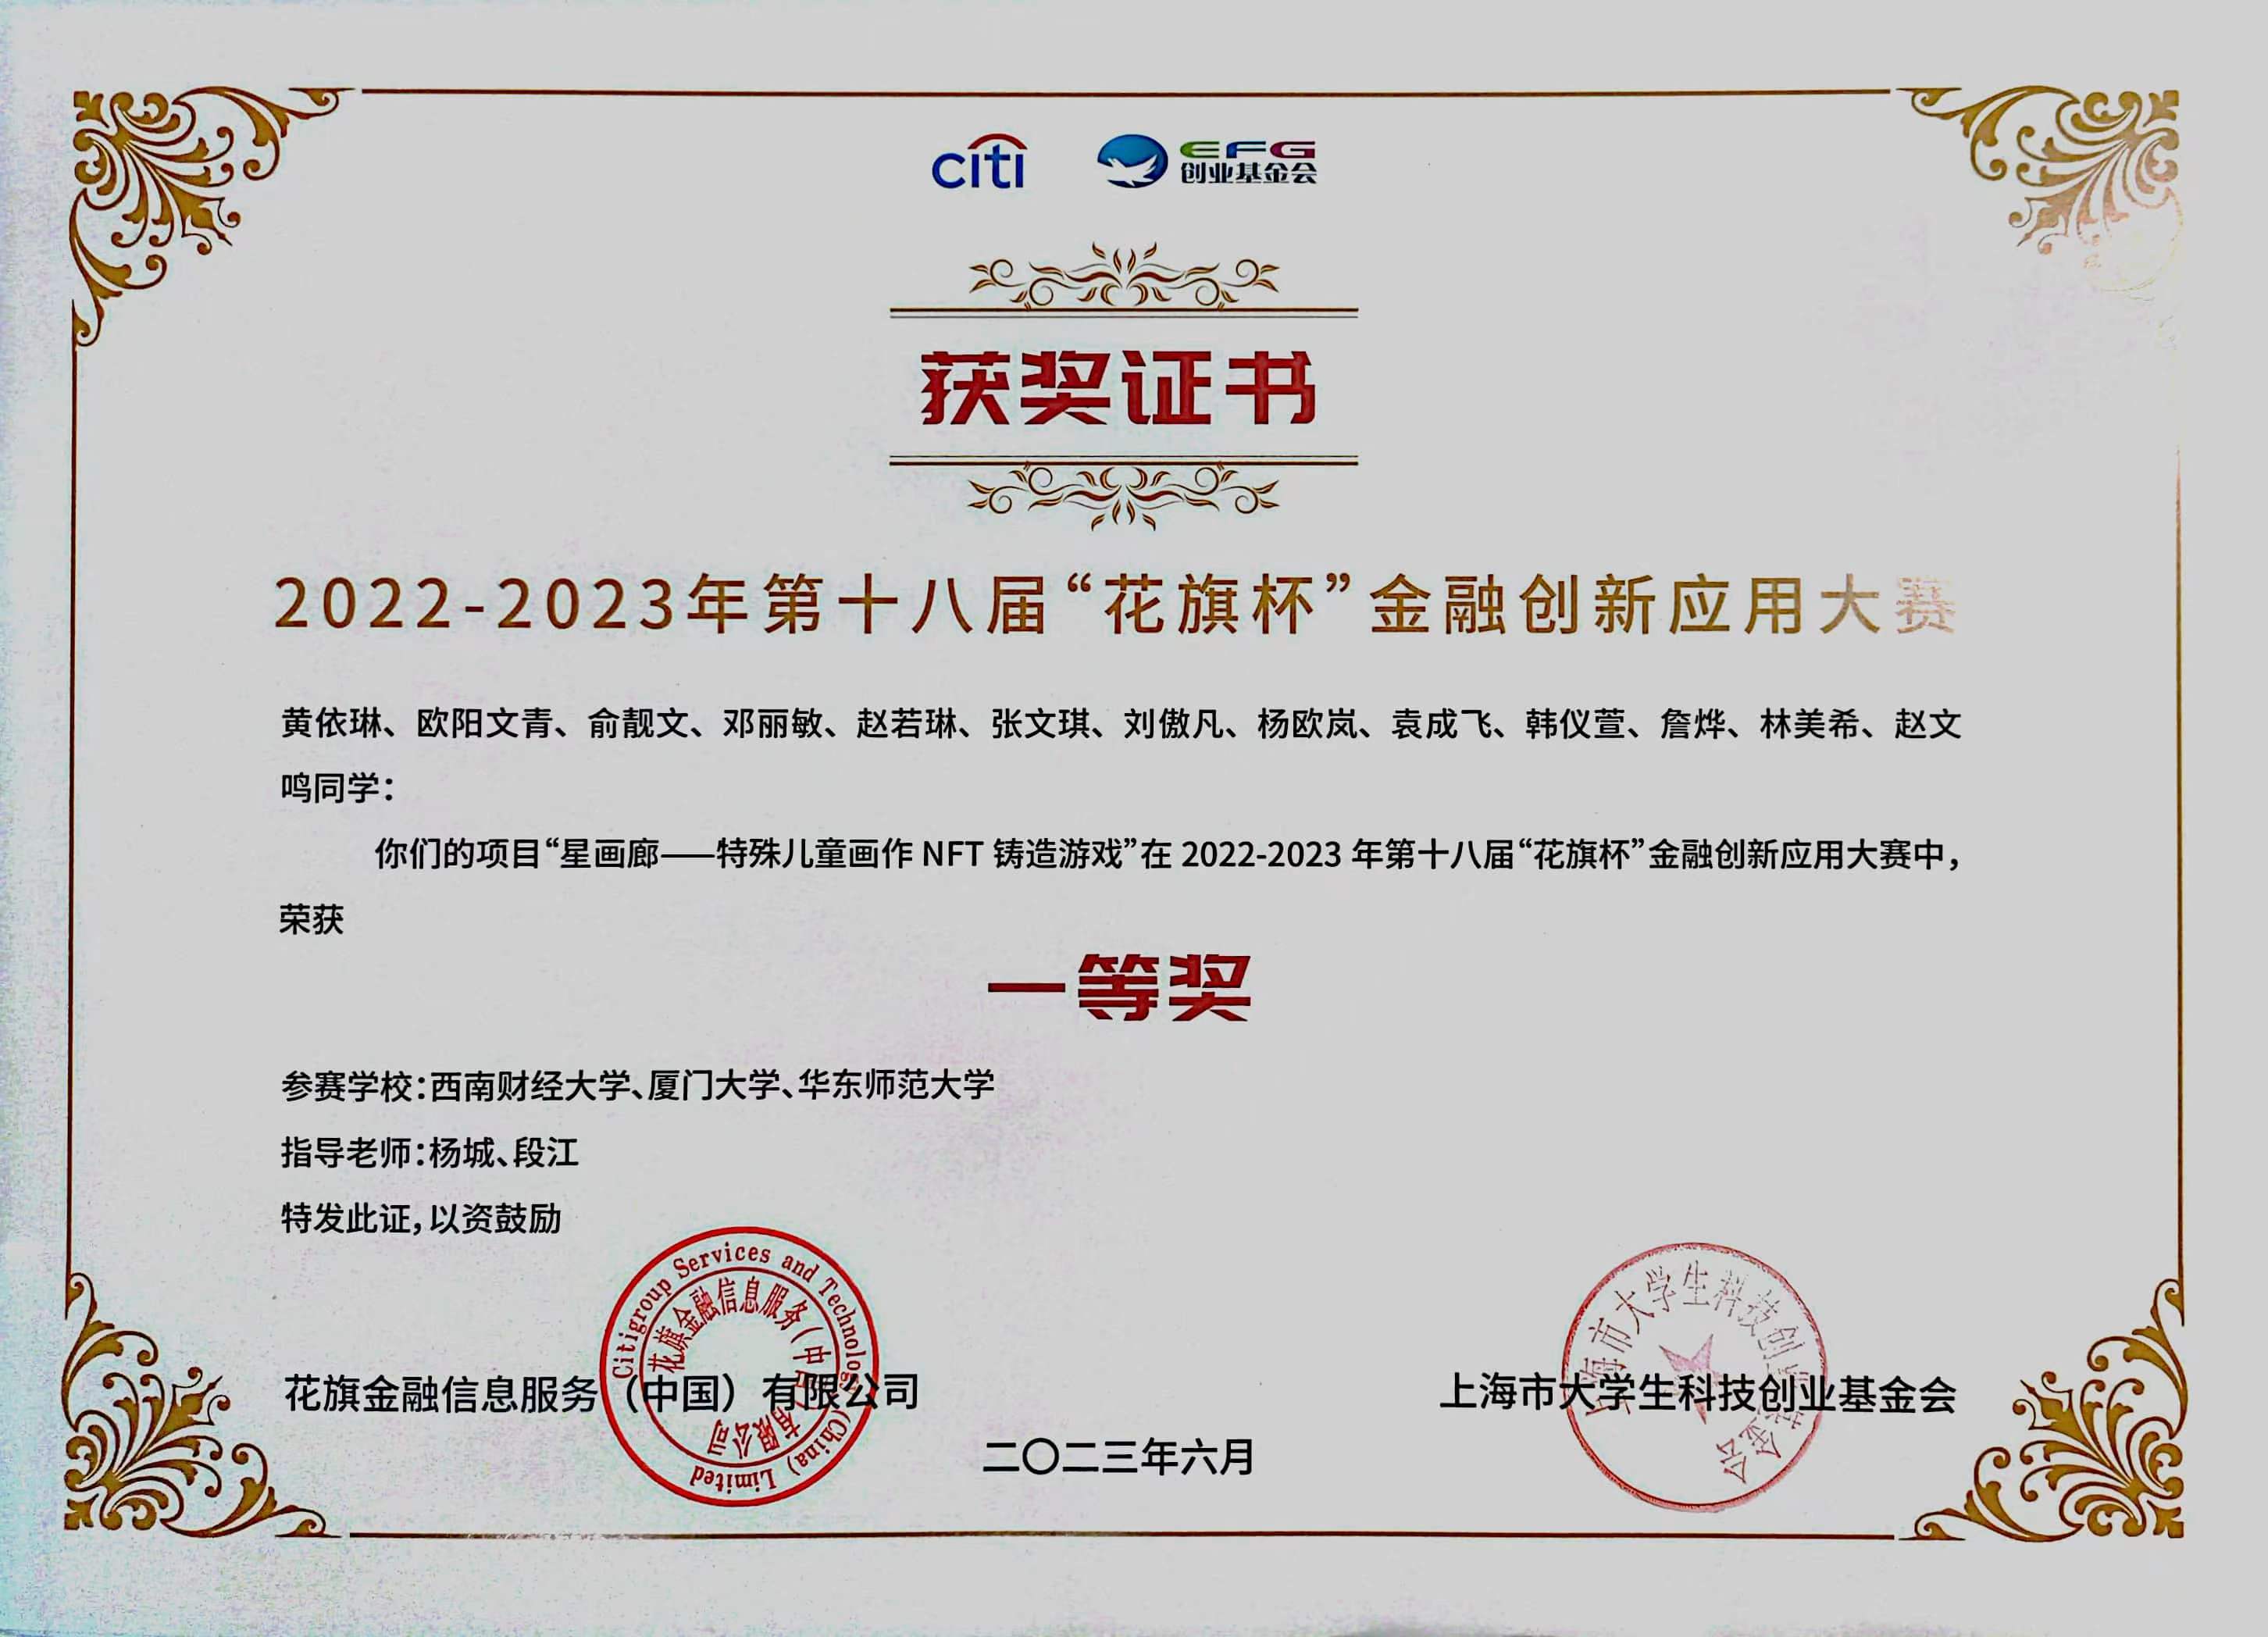 citi EFG
创业基金会
获奖证书
2022-2023年第十八届“花旗杯”金融创新应用大赛
黄依琳、欧阳文青、俞靓文、邓丽敏、赵若琳、张文琪、刘傲凡、杨欧岚、袁成飞、韩仪萱、詹烨、林美希、赵文
鸣同学：
你们的项目“星画廊——特殊儿童画作 NFT 铸造游戏”在 2022-2023 年第十八届“花旗杯”金融创新应用大赛中，
荣获
一等奖
参赛学校：西南财经大学、厦门大学、华东师范大学
指导老师：杨城、段江
特发此证，以资鼓励
Citigroup Services and Technology (China) Limited
花旗金融信息服务（中国）有限公司
花旗金融信息服务（中国）有限公司
上海市大学生科技创业基金会
上海市大学生科技创业基金会
二〇二三年六月